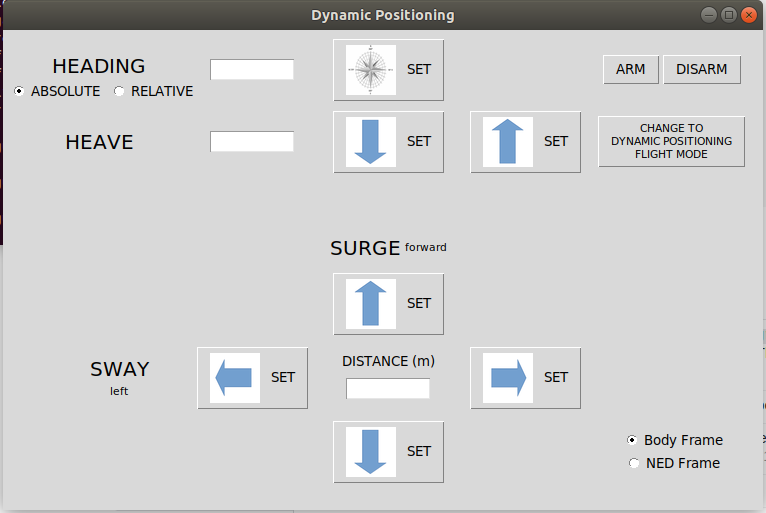 Dynamic Positioning
HEADING
SET
ARM
DISARM
ABSOLUTE
RELATIVE
HEAVE
SET
SET
CHANGE TO
DYNAMIC POSITIONING
FLIGHT MODE
SURGE forward
SET
SWAY
left
SET
DISTANCE (m)
SET
SET
Body Frame
NED Frame